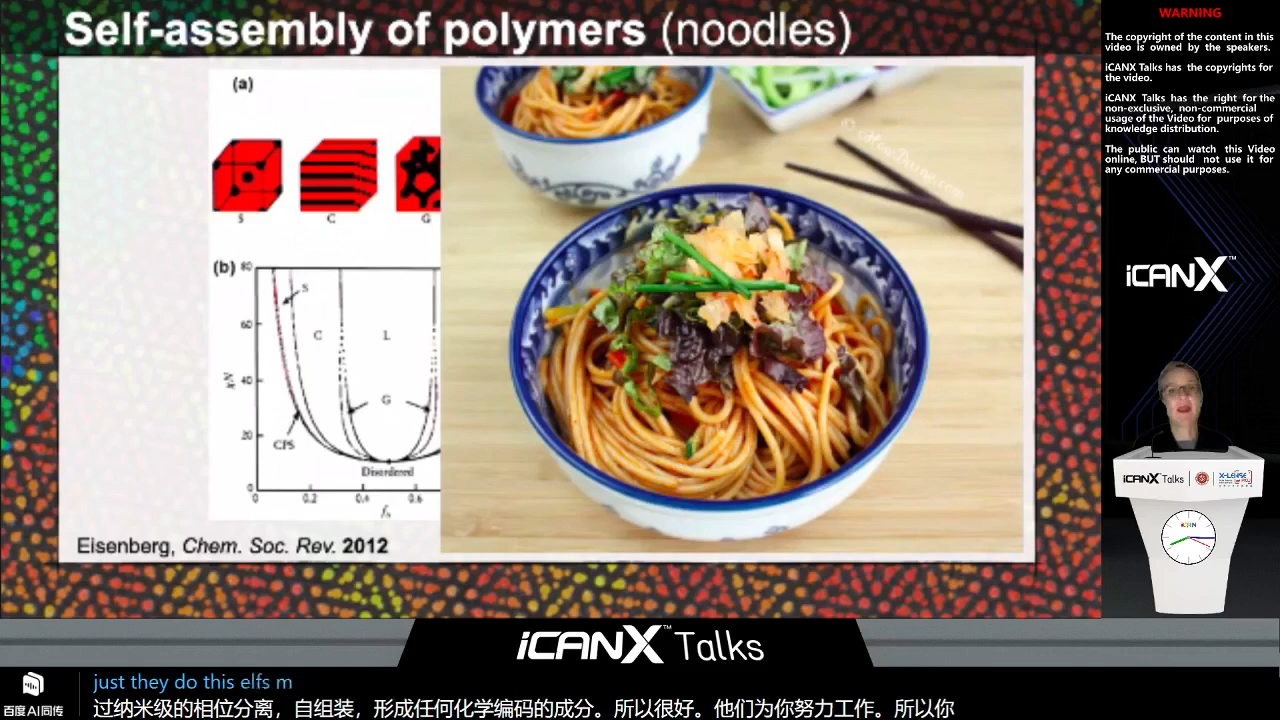 Self-assembly of polymers (noodles)
(a)
S
C
G
(b)
80
60
40
20
0
χN
S
C
L
G
CPS
Disordered
0
0.2
0.4
0.6
Eisenberg, Chem. Soc. Rev. 2012
WARNING
The copyright of the content in this
video is owned by the speakers.
iCANX Talks has the copyrights for
the video.
iCANX Talks has the right for the
non-exclusive, non-commercial
usage of the Video for purposes of
knowledge distribution.
The public can watch this Video
online, BUT should not use it for
any commercial purposes.
iCANX™
iCANX Talks
iCANX™ Talks
百度AI同传
just they do this elfs m
过纳米级的相位分离，自组装，形成任何化学编码的成分。所以很好。他们为你努力工作。所以你